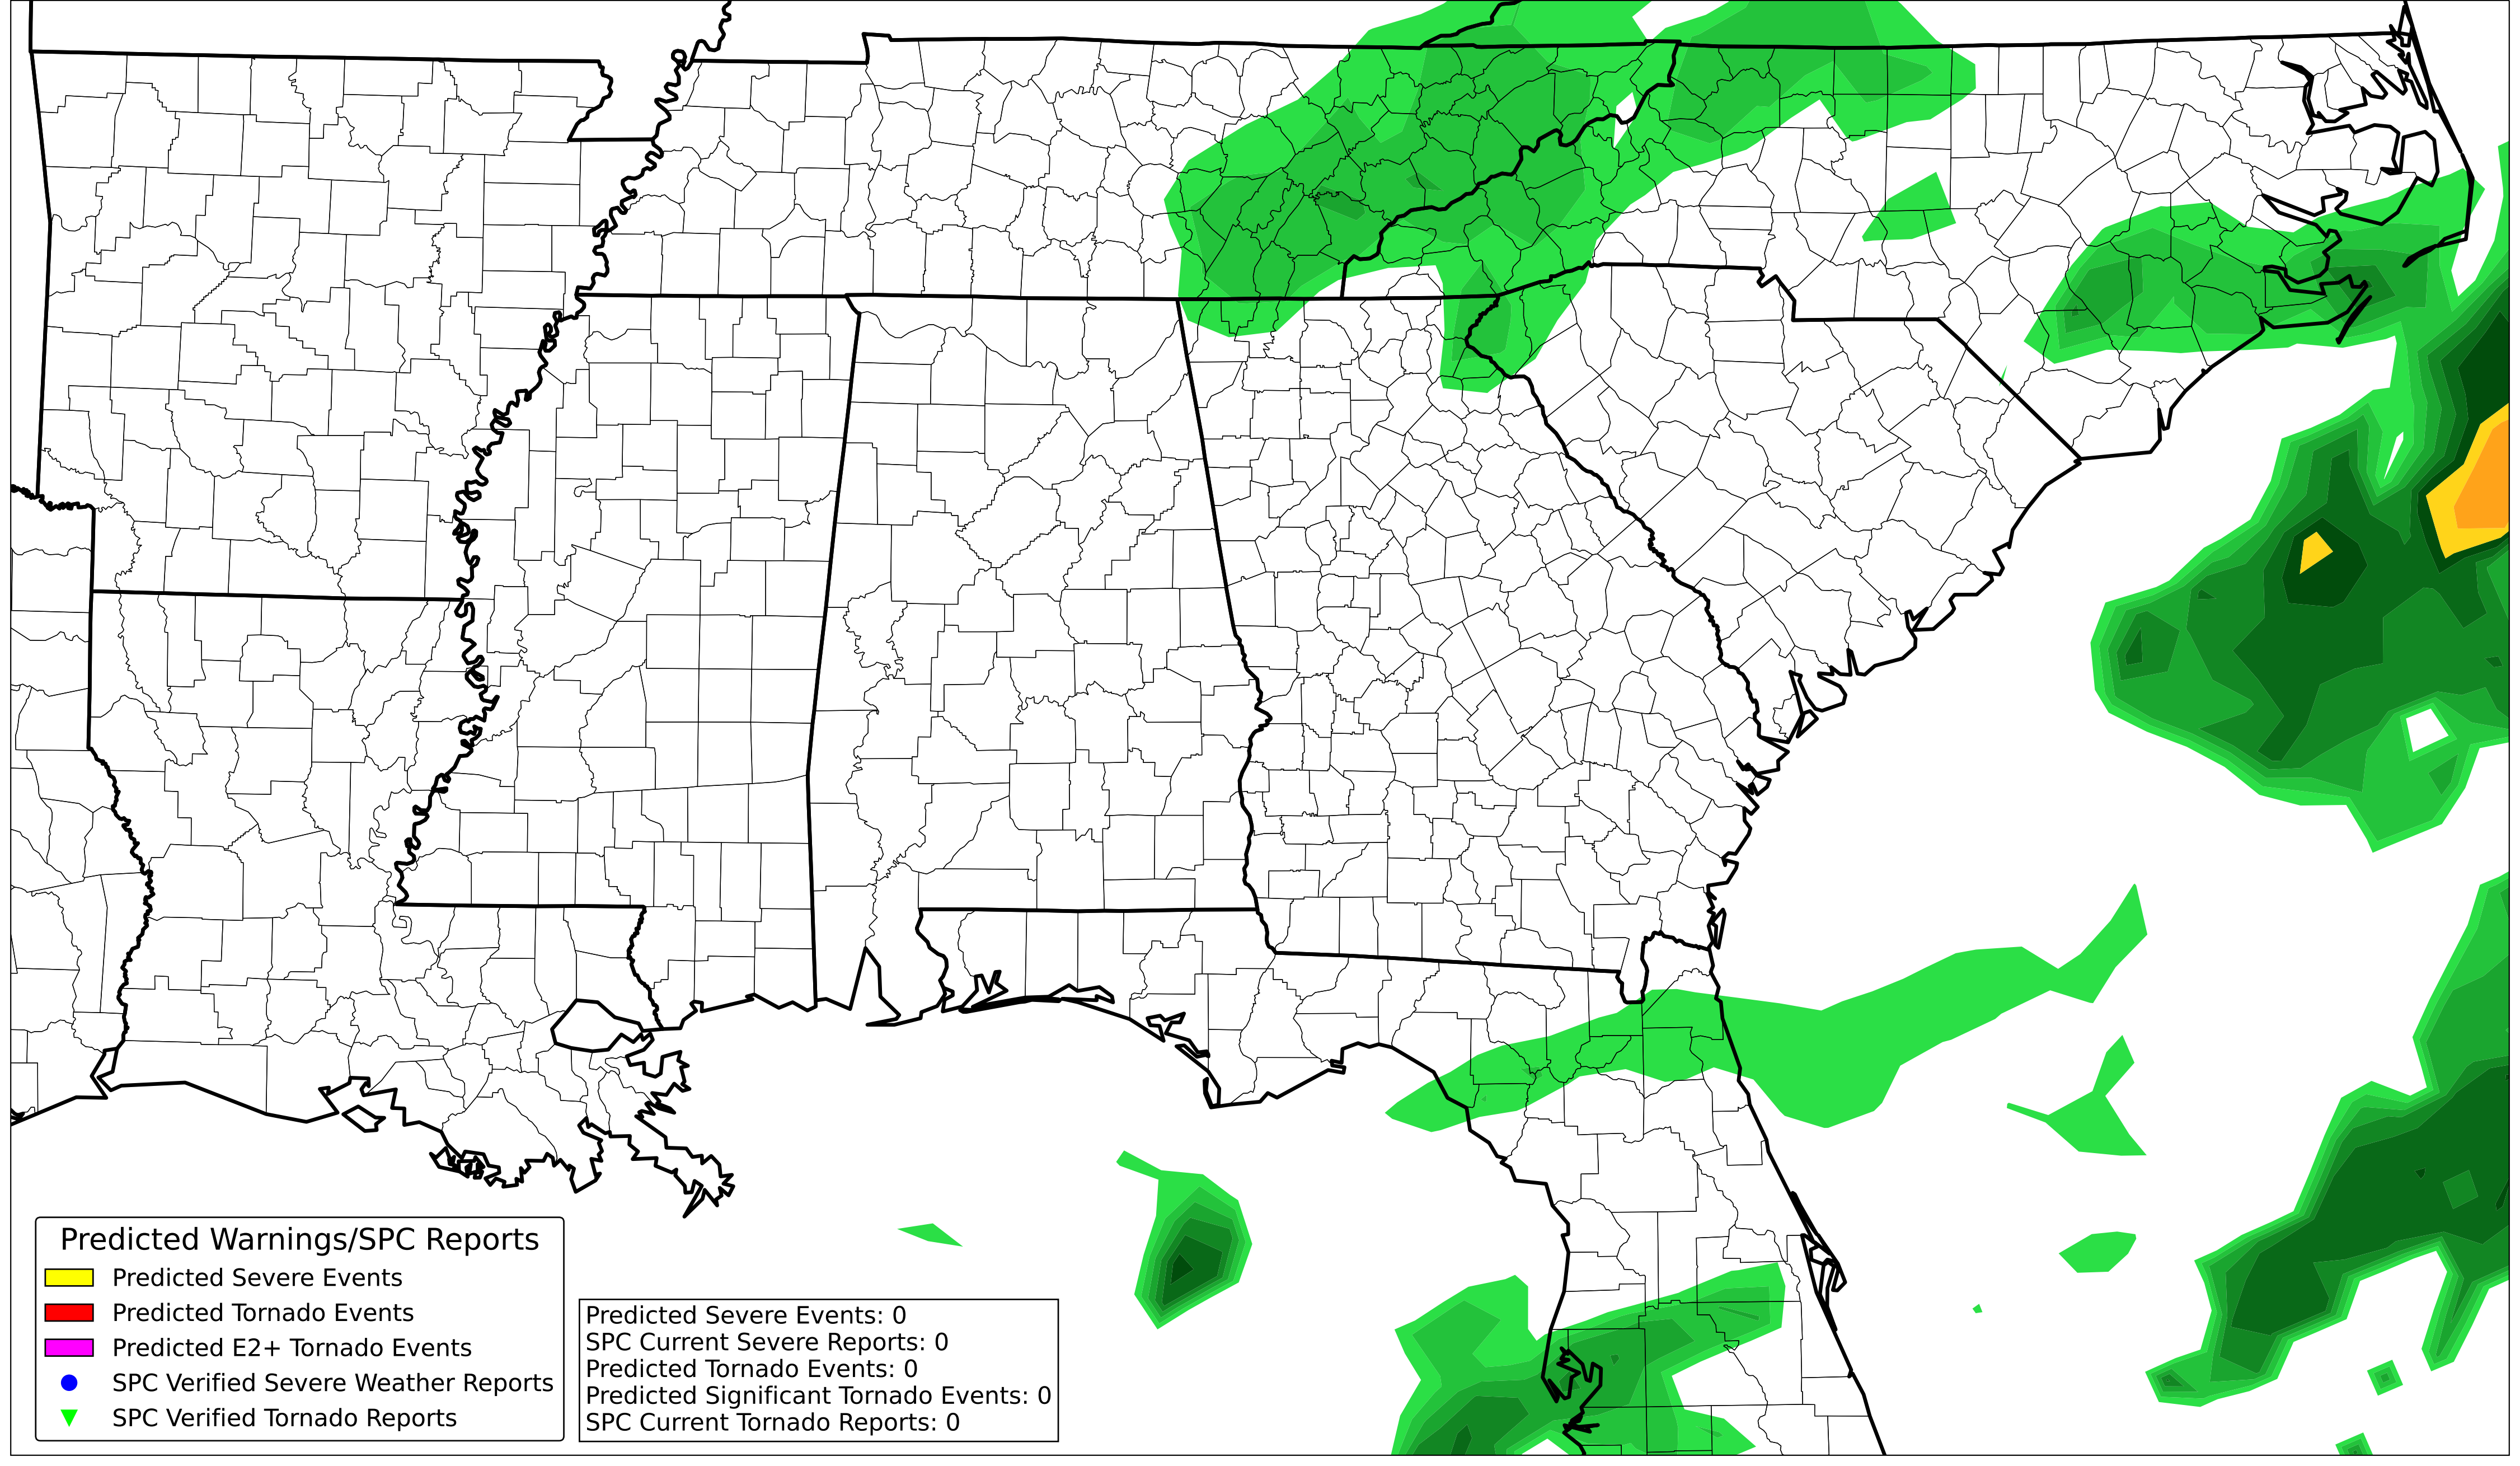 Predicted Warnings/SPC Reports
Predicted Severe Events
Predicted Tornado Events
Predicted E2+ Tornado Events
SPC Verified Severe Weather Reports
SPC Verified Tornado Reports
Predicted Severe Events: 0
SPC Current Severe Reports: 0
Predicted Tornado Events: 0
Predicted Significant Tornado Events: 0
SPC Current Tornado Reports: 0